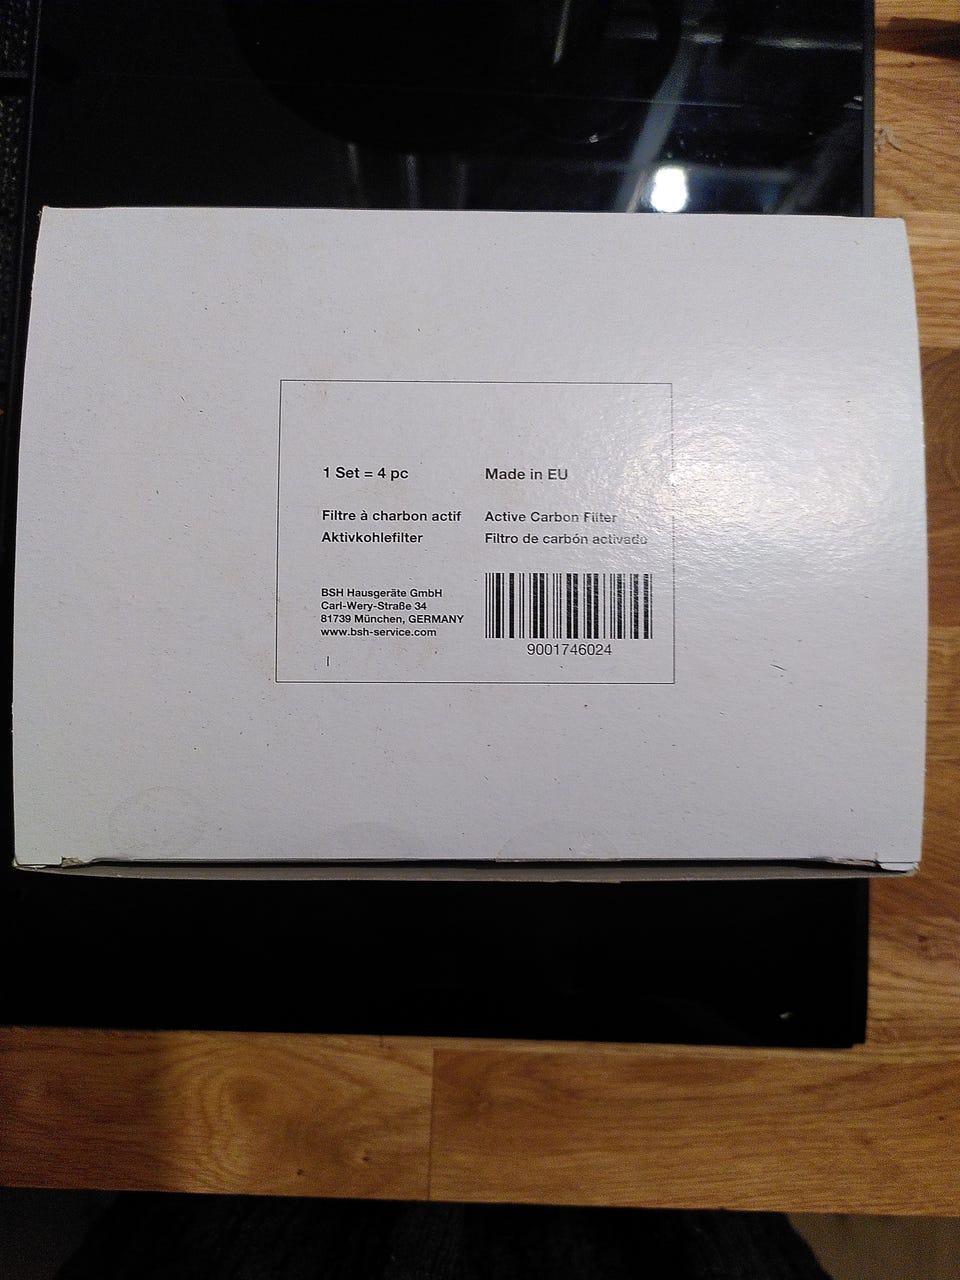 1 Set = 4 pc
Made in EU
Filtre à charbon actif
Aktivkohlefilter
Active Carbon Filter
Filtro de carbón activado
BSH Hausgeräte GmbH
Carl-Wery-Straße 34
81739 München, GERMANY
www.bsh-service.com
9001746024